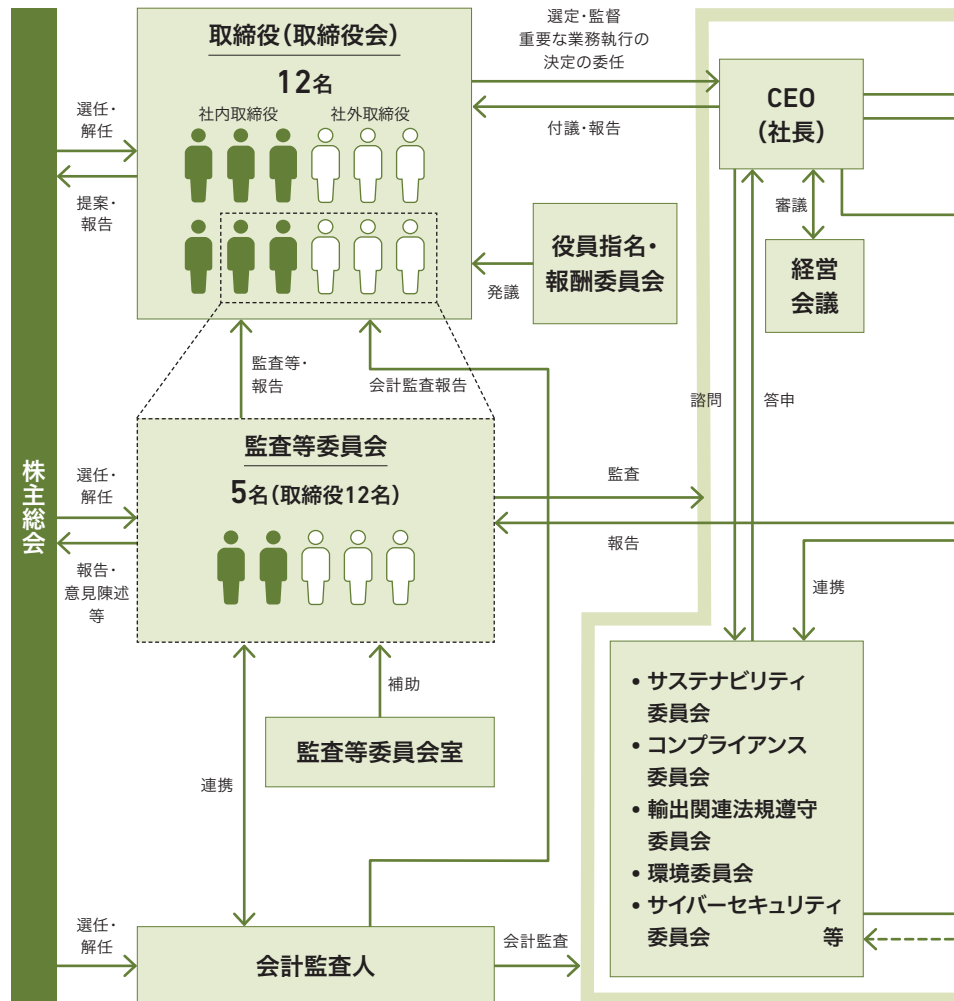 株主総会
取締役（取締役会）
12名
社内取締役
社外取締役
選任・
解任
提案・
報告
選定・監督
重要な業務執行の
決定の委任
付議・報告
CEO
（社長）
審議
経営
会議
役員指名・
報酬委員会
発議
監査等・
報告
会計監査報告
諮問
答申
監査等委員会
5名（取締役12名）
選任・
解任
報告・
意見陳述
等
監査
報告
連携
補助
監査等委員会室
連携
• サステナビリティ
委員会
• コンプライアンス
委員会
• 輸出関連法規遵守
委員会
• 環境委員会
• サイバーセキュリティ
委員会 等
選任・
解任
会計監査人
会計監査